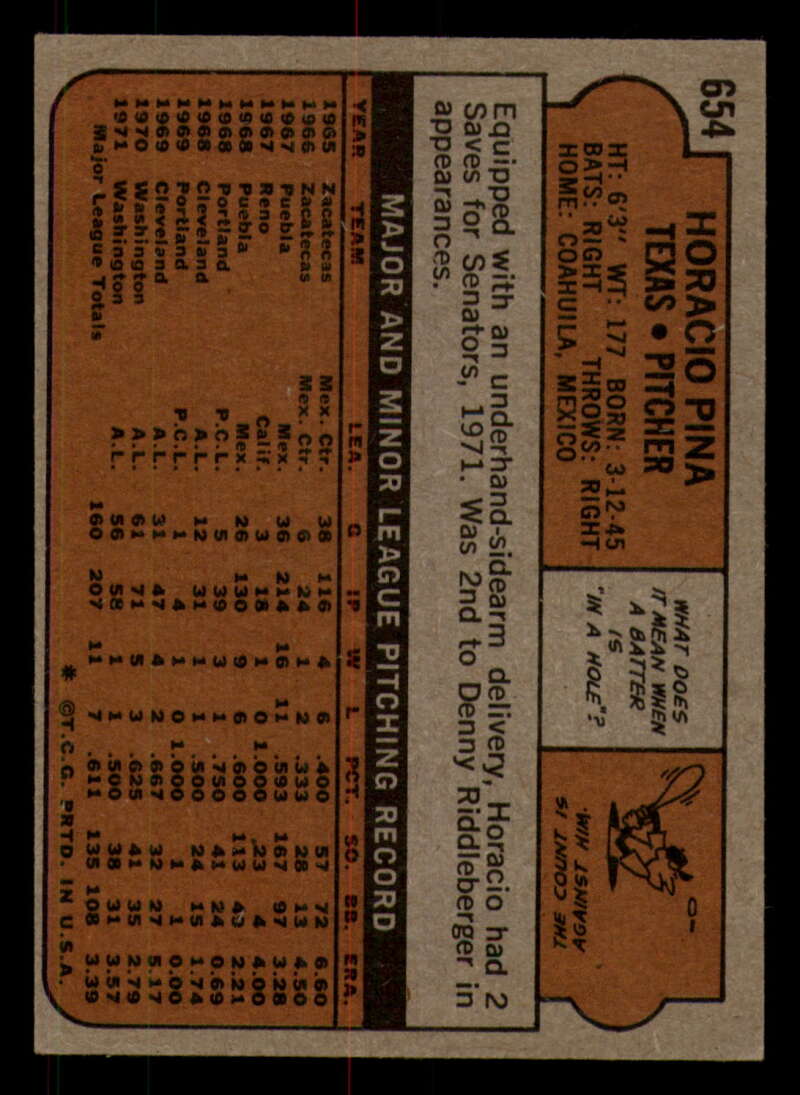 654
HORACIO PINA
TEXAS • PITCHER
HT: 6'3" WT: 177 BORN: 3-12-45
BATS: RIGHT THROWS: RIGHT
HOME: COAHUILA, MEXICO
WHAT DOES
IT MEAN WHEN
A BATTER
IS
"IN A HOLE"?
THE COUNT IS
AGAINST HIM.
Equipped with an underhand-sidearm delivery, Horacio had 2
Saves for Senators, 1971. Was 2nd to Denny Riddleberger in
appearances.
MAJOR AND MINOR LEAGUE PITCHING RECORD
YEAR TEAM LEA. G IP W L PCT. SO. BB. ERA.
1965 Zacatecas Mex. Ctr. 38 116 4 6 .400 57 72 6.60
1966 Zacatecas Mex. Ctr. 6 24 1 2 .333 28 13 4.50
1967 Puebla Mex. 36 214 16 11 .593 167 97 3.28
1967 Reno Calif. 3 18 1 0 1.000 23 4 4.00
1968 Puebla Mex. 26 130 9 6 .600 113 49 2.21
1968 Portland P.C.L. 5 39 3 1 .750 41 24 0.69
1968 Cleveland A.L. 12 31 1 1 .500 24 15 1.74
1969 Portland P.C.L. 1 4 1 0 1.000 1 1 0.00
1969 Cleveland A.L. 31 47 4 2 .667 32 27 5.17
1970 Washington A.L. 61 71 5 3 .625 41 35 2.79
1971 Washington A.L. 56 58 1 1 .500 38 31 3.57
Major League Totals 160 207 11 7 .611 135 108 3.39
* ©T.C.G. PRTD. IN U.S.A.